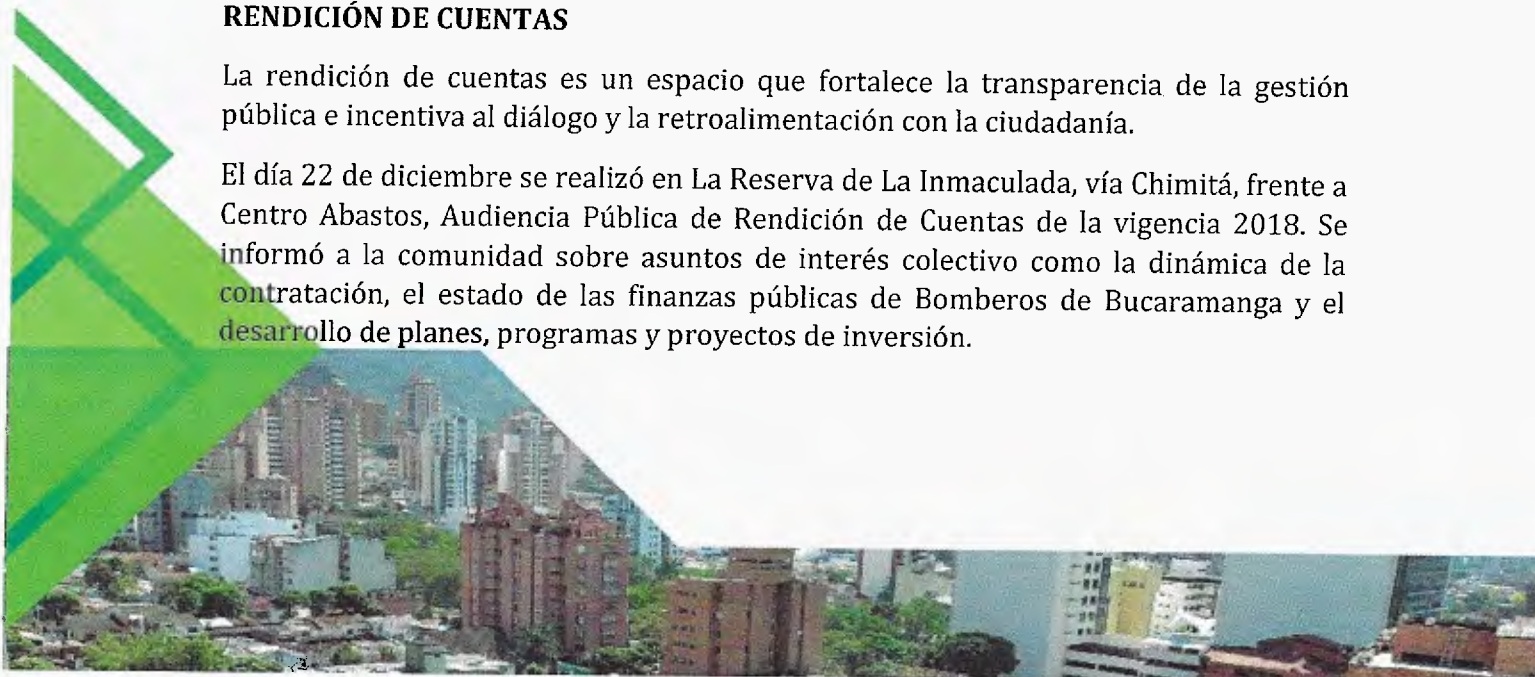 RENDICIÓN DE CUENTAS
La rendición de cuentas es un espacio que fortalece la transparencia de la gestión
pública e incentiva al diálogo y la retroalimentación con la ciudadanía.
El día 22 de diciembre se realizó en La Reserva de La Inmaculada, vía Chimitá, frente a
Centro Abastos, Audiencia Pública de Rendición de Cuentas de la vigencia 2018. Se
informó a la comunidad sobre asuntos de interés colectivo como la dinámica de la
contratación, el estado de las finanzas públicas de Bomberos de Bucaramanga y el
desarrollo de planes, programas y proyectos de inversión.